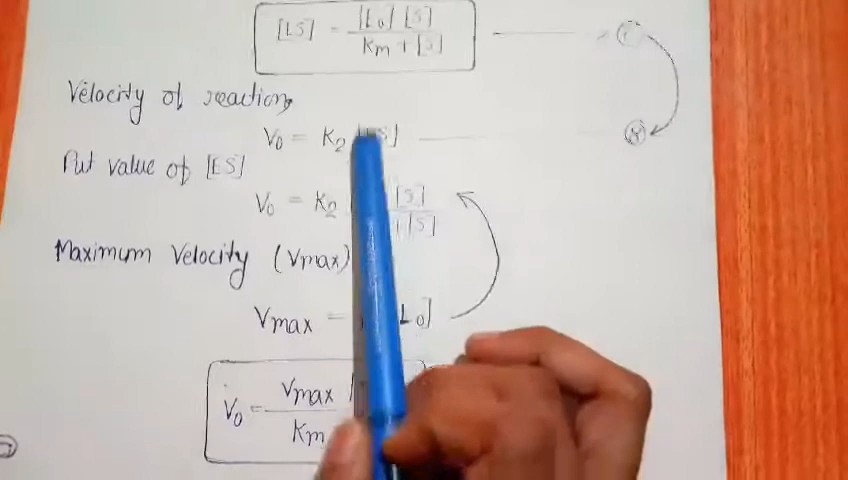 [ES] = [E₀] [S]
Km + [S]
Velocity of reaction,
V₀ = K₂ [ES]
Put value of [ES]
V₀ = K₂ [S]
+ [S]
Maximum Velocity (Vmax)
Vmax =
V₀ = Vmax
Km